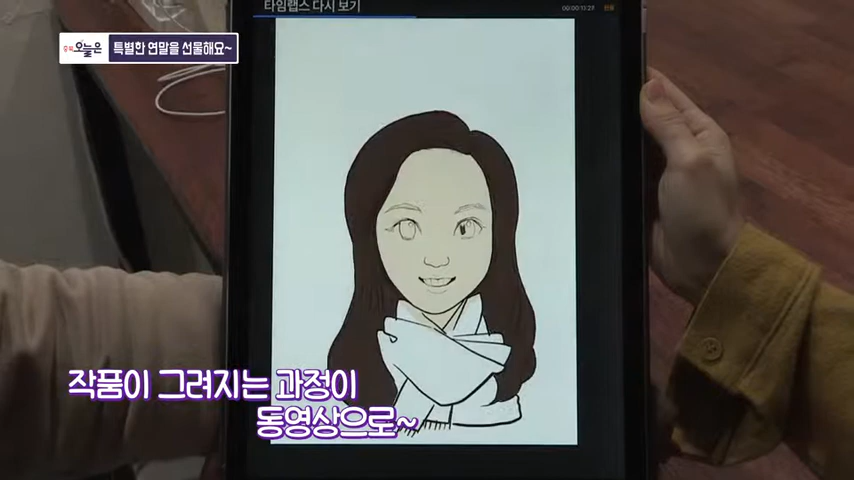 타임랩스 다시 보기
오늘은
특별한 연말을 선물해요~
작품이 그려지는 과정이
동영상으로~